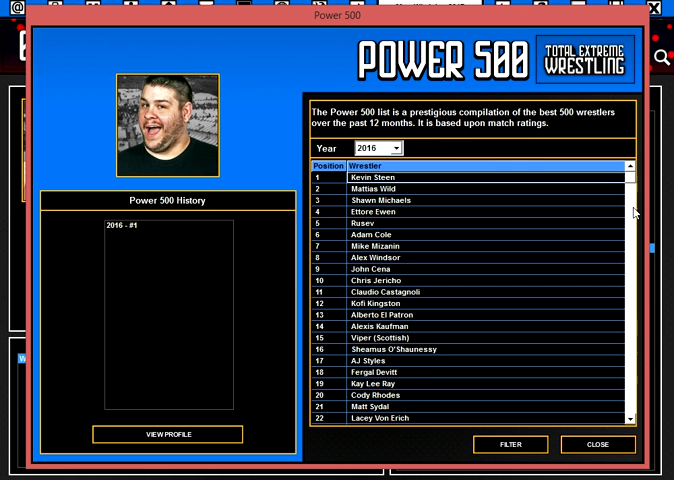 Power 500
POWER 500
TOTAL EXTREME
WRESTLING
The Power 500 list is a prestigious compilation of the best 500 wrestlers
over the past 12 months. It is based upon match ratings.
Year 2016
Position Wrestler
1 Kevin Steen
2 Mattias Wild
3 Shawn Michaels
4 Ettore Ewen
5 Rusev
6 Adam Cole
7 Mike Mizanin
8 Alex Windsor
9 John Cena
10 Chris Jericho
11 Claudio Castagnoli
12 Kofi Kingston
13 Alberto El Patron
14 Alexis Kaufman
15 Viper (Scottish)
16 Sheamus O'Shaunessy
17 AJ Styles
18 Fergal Devitt
19 Kay Lee Ray
20 Cody Rhodes
21 Matt Sydal
22 Lacey Von Erich
Power 500 History
2016 - #1
VIEW PROFILE
FILTER
CLOSE